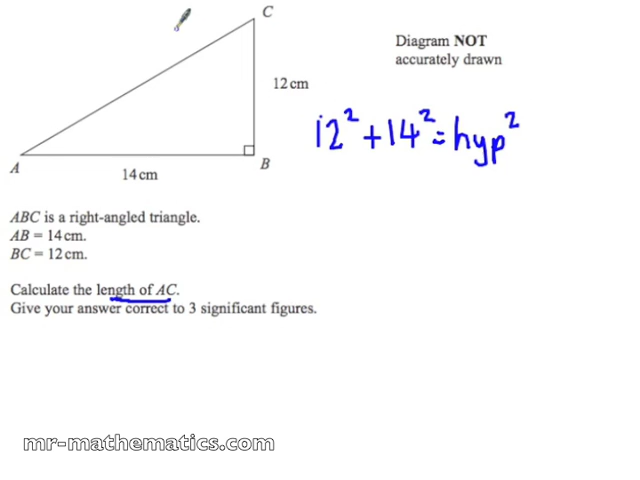 C
Diagram NOT
accurately drawn
12 cm
12² + 14² = hyp²
A
B
14 cm
ABC is a right-angled triangle.
AB = 14 cm.
BC = 12 cm.
Calculate the length of AC.
Give your answer correct to 3 significant figures.
mr-mathematics.com